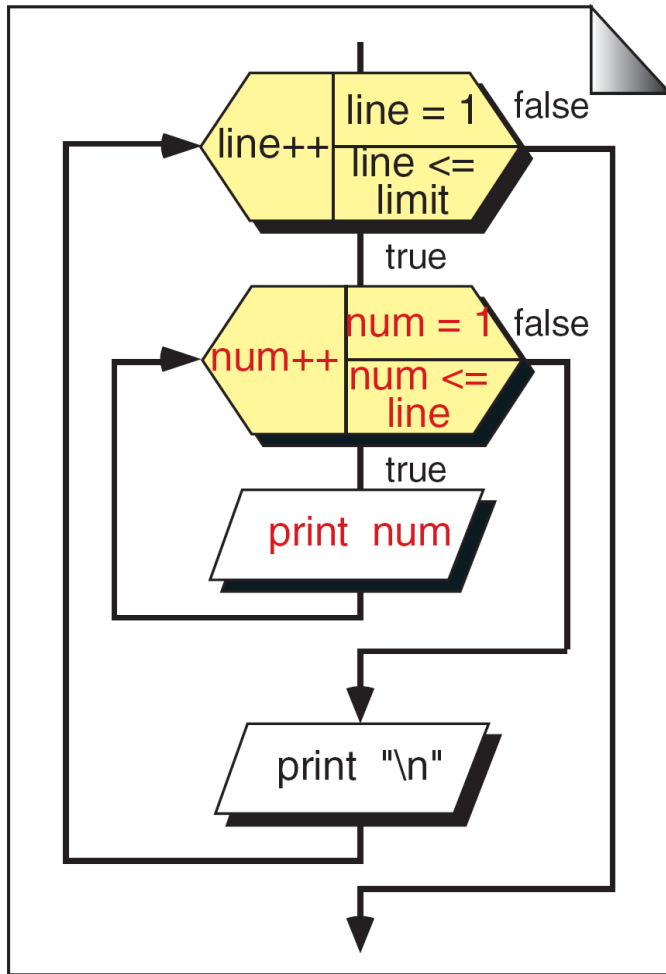 line++
line = 1
false
line <=
limit
true
num++
num = 1
false
num <=
line
true
print num
print "\n"